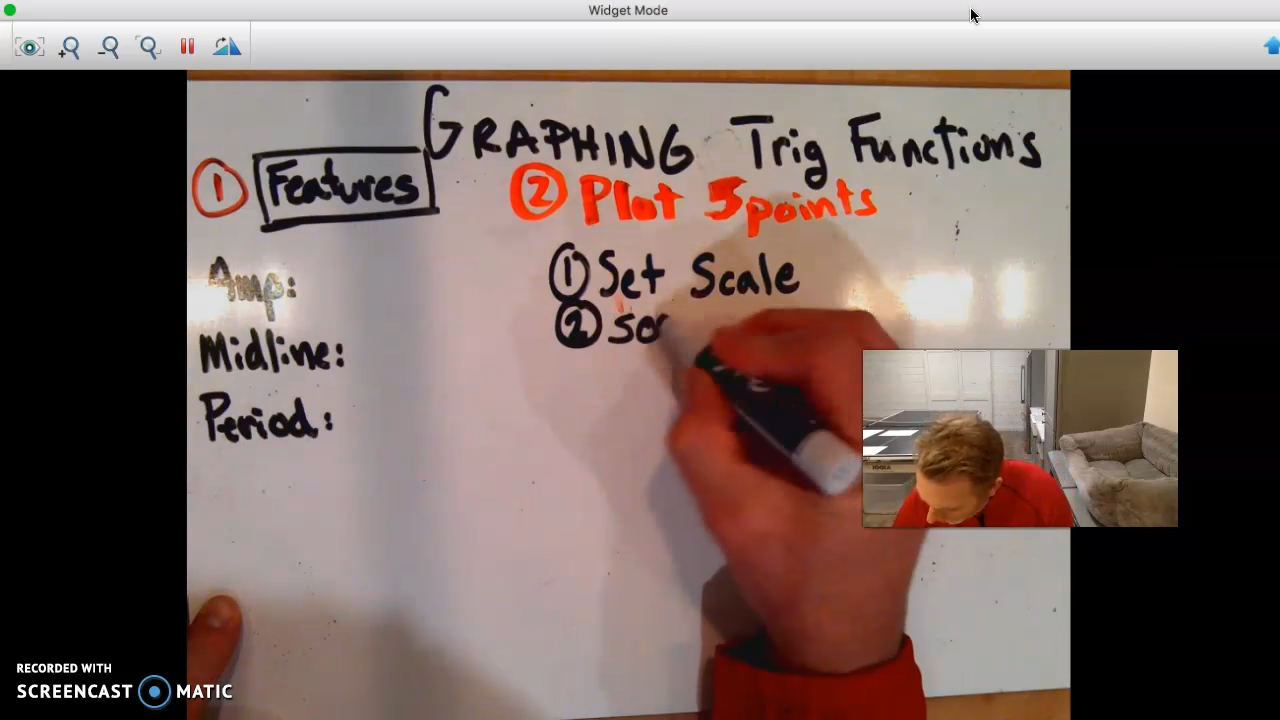 Widget Mode
GRAPHING Trig Functions
① Features
② Plot 5 points
① Set Scale
②
Amp:
Midline:
Period:
RECORDED WITH
SCREENCAST MATIC